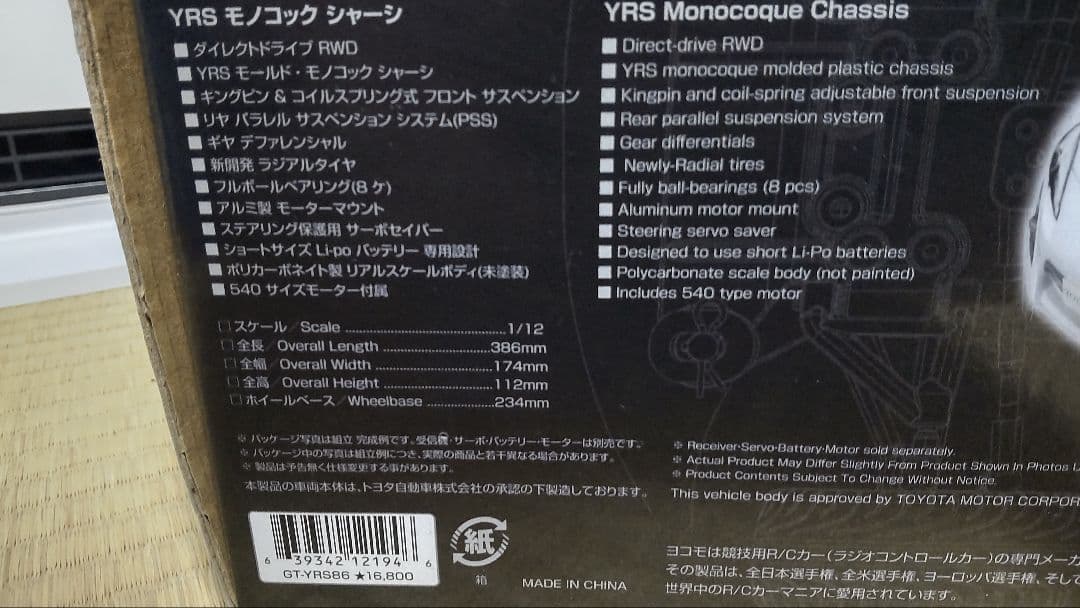 YRS モノコック シャーシ
■ ダイレクトドライブ RWD
■ YRS モールド・モノコック シャーシ
■ キングピン & コイルスプリング式 フロント サスペンション
■ リヤ パラレル サスペンション システム(PSS)
■ ギヤ デファレンシャル
■ 新開発 ラジアルタイヤ
■ フルボールベアリング(8 ケ)
■ アルミ製 モーターマウント
■ ステアリング保護用 サーボセイバー
■ ショートサイズ Li-po バッテリー 専用設計
■ ポリカーボネイト製 リアルスケールボディ(未塗装)
■ 540 サイズモーター付属
YRS Monocoque Chassis
■ Direct-drive RWD
■ YRS monocoque molded plastic chassis
■ Kingpin and coil-spring adjustable front suspension
■ Rear parallel suspension system
■ Gear differentials
■ Newly-Radial tires
■ Fully ball-bearings (8 pcs)
■ Aluminum motor mount
■ Steering servo saver
■ Designed to use short Li-Po batteries
■ Polycarbonate scale body (not painted)
■ Includes 540 type motor
□ スケール／Scale ........................................1/12
□ 全長／Overall Length ..........................386mm
□ 全幅／Overall Width .............................174mm
□ 全高／Overall Height ...........................112mm
□ ホイールベース／Wheelbase .................234mm
※ パッケージ写真は組立 完成例です。受信機・サーボ・バッテリー・モーターは別売です。
※ パッケージ中の写真は組立例につき、実際の商品と若干異なる場合があります。
※ 製品は予告無く仕様変更する事があります。
本製品の車両本体は、トヨタ自動車株式会社の承認の下製造しております。
※ Receiver・Servo・Battery・Motor sold separately.
※ Actual Product May Differ Slightly From Product Shown In Photos
※ Product Contents Subject To Change Without Notice.
This vehicle body is approved by TOYOTA MOTOR CORPOR
6 39342 12194 6
GT-YRS86 ★16,800
紙
箱
MADE IN CHINA
ヨコモは競技用R/Cカー（ラジオコントロールカー）の専門メーカ
その製品は、全日本選手権、全米選手権、ヨーロッパ選手権、そして
世界中のR/Cカーマニアに愛用されています。